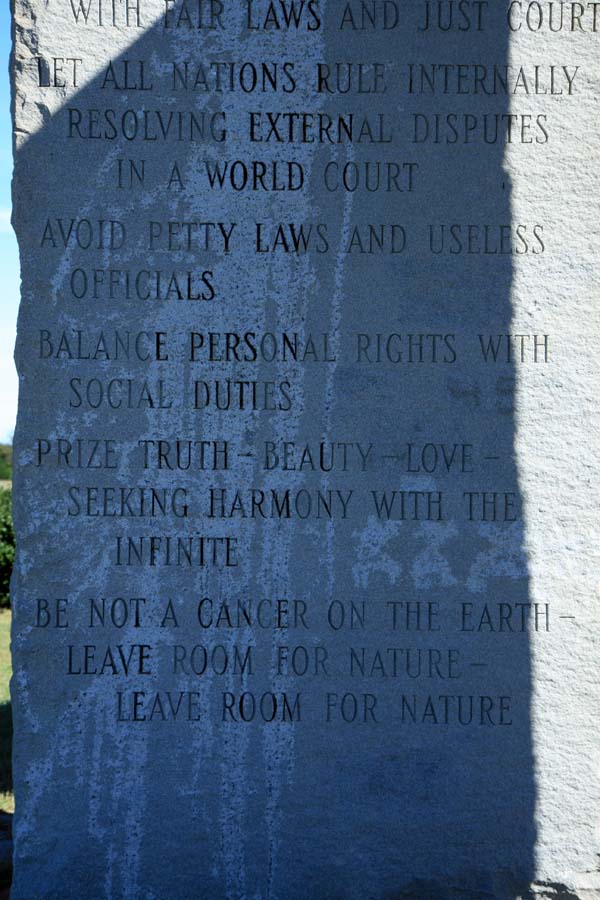 WITH FAIR LAWS AND JUST COURT
LET ALL NATIONS RULE INTERNALLY
RESOLVING EXTERNAL DISPUTES
IN A WORLD COURT
AVOID PETTY LAWS AND USELESS
OFFICIALS
BALANCE PERSONAL RIGHTS WITH
SOCIAL DUTIES
PRIZE TRUTH – BEAUTY – LOVE –
SEEKING HARMONY WITH THE
INFINITE
BE NOT A CANCER ON THE EARTH –
LEAVE ROOM FOR NATURE –
LEAVE ROOM FOR NATURE